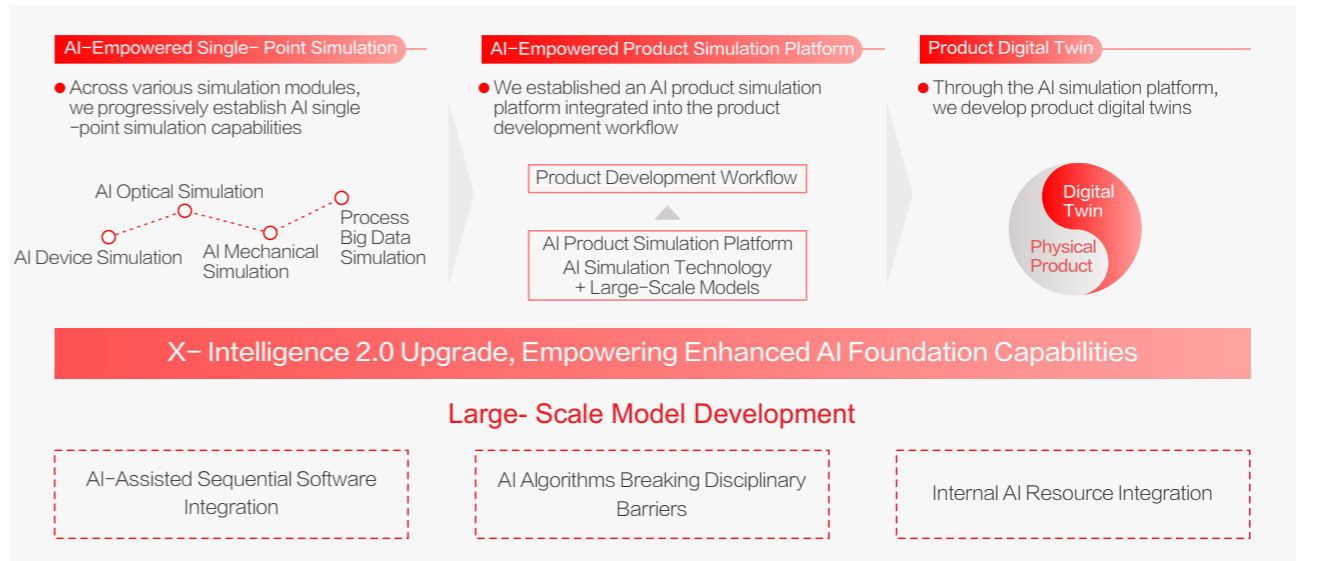 AI-Empowered Single- Point Simulation
Across various simulation modules,
we progressively establish AI single
-point simulation capabilities
AI Optical Simulation
AI Device Simulation
AI Mechanical
Simulation
Process
Big Data
Simulation
AI-Empowered Product Simulation Platform
We established an AI product simulation
platform integrated into the product
development workflow
Product Development Workflow
AI Product Simulation Platform
AI Simulation Technology
+ Large-Scale Models
Product Digital Twin
Through the AI simulation platform,
we develop product digital twins
Digital
Twin
Physical
Product
X- Intelligence 2.0 Upgrade, Empowering Enhanced AI Foundation Capabilities
Large- Scale Model Development
AI-Assisted Sequential Software
Integration
AI Algorithms Breaking Disciplinary
Barriers
Internal AI Resource Integration